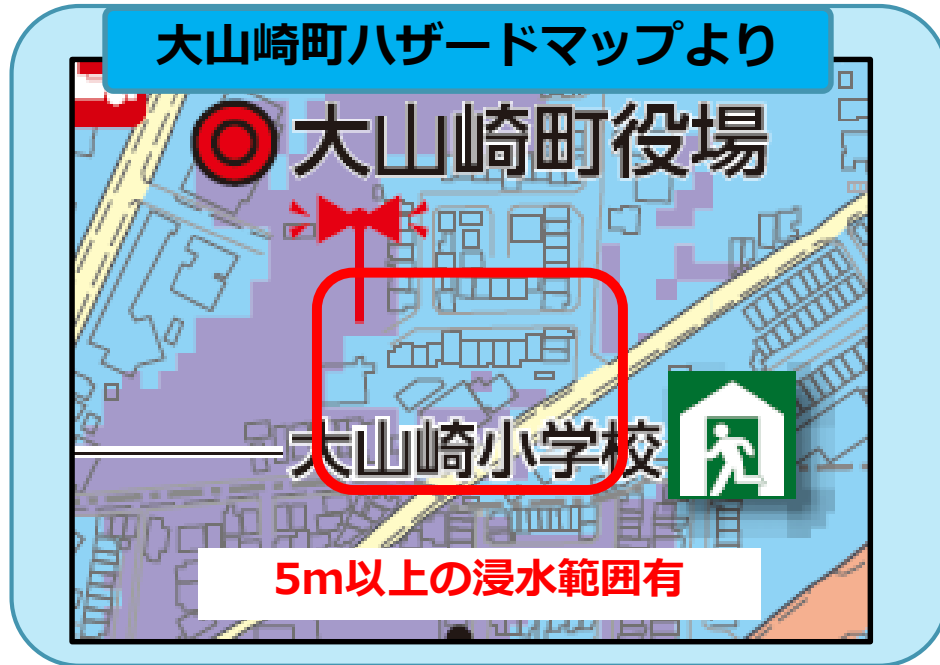 大山崎町ハザードマップより
大山崎町役場
大山崎小学校
5m以上の浸水範囲有